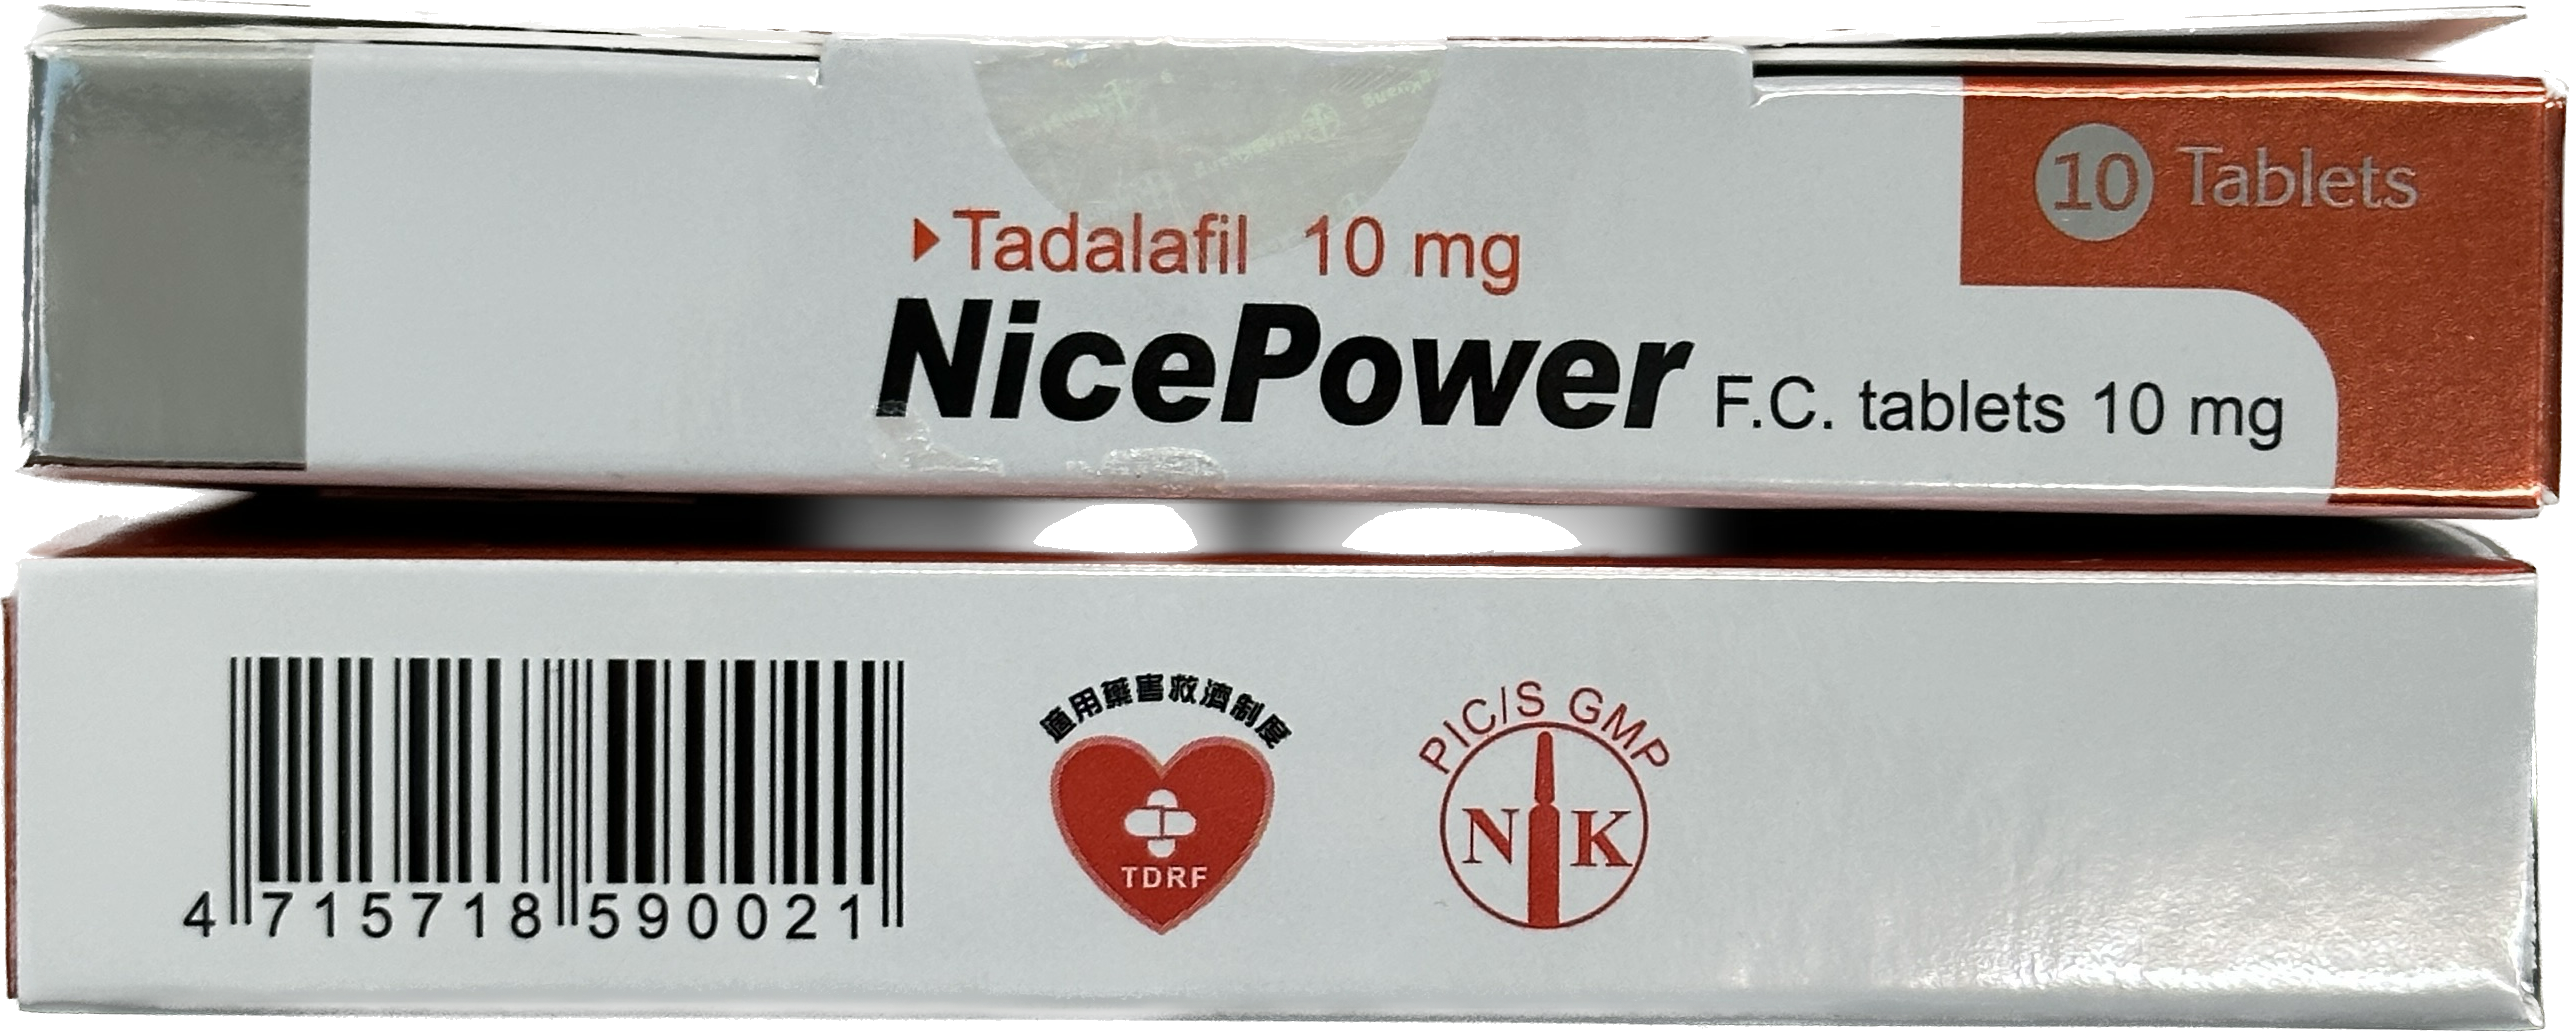 10 Tablets
▶Tadalafil 10 mg
NicePower F.C. tablets 10 mg
適用藥害救濟制度
TDRF
PIC/S GMP
N K
4 715718 590021